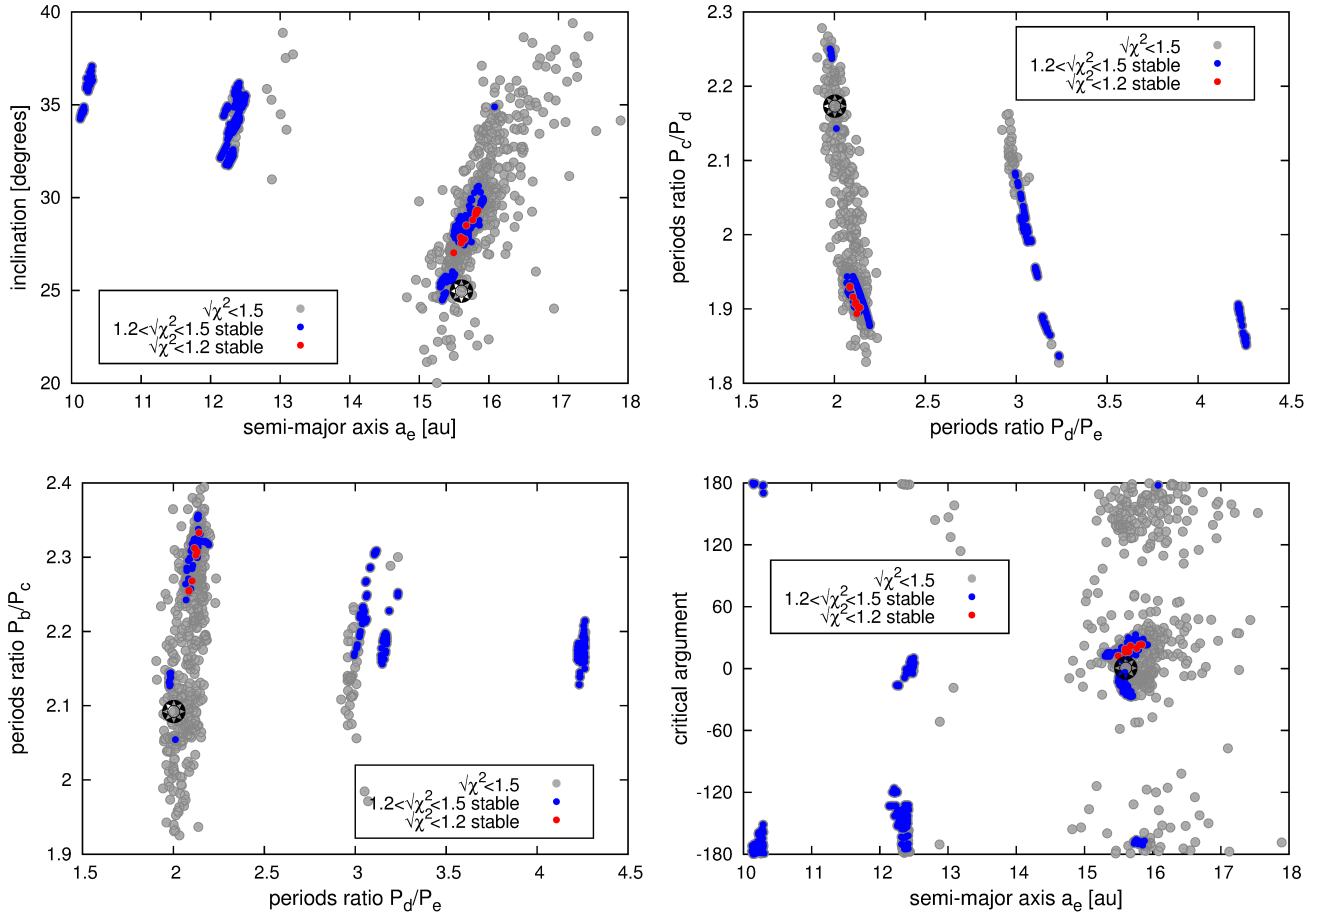 40
35
30
25
20
inclination [degrees]
√χ²<1.5
1.2<√χ²<1.5 stable
√χ²<1.2 stable
10 11 12 13 14 15 16 17 18
semi-major axis a_e [au]
2.3
2.2
2.1
2
1.9
1.8
periods ratio P_c/P_d
√χ²<1.5
1.2<√χ²<1.5 stable
√χ²<1.2 stable
1.5 2 2.5 3 3.5 4 4.5
periods ratio P_d/P_e
2.4
2.3
2.2
2.1
2
1.9
periods ratio P_b/P_c
√χ²<1.5
1.2<√χ²<1.5 stable
√χ²<1.2 stable
1.5 2 2.5 3 3.5 4 4.5
periods ratio P_d/P_e
180
120
60
0
-60
-120
-180
critical argument
√χ²<1.5
1.2<√χ²<1.5 stable
√χ²<1.2 stable
10 11 12 13 14 15 16 17 18
semi-major axis a_e [au]